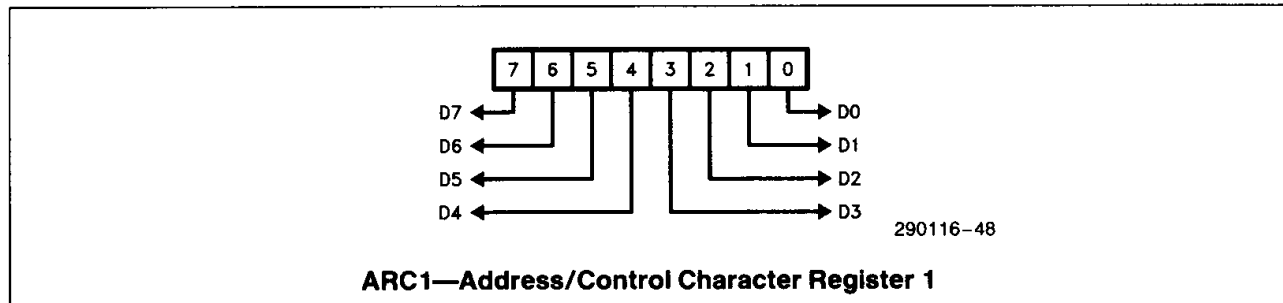 7 6 5 4 3 2 1 0
D7 D0
D6 D1
D5 D2
D4 D3
290116–48
ARC1—Address/Control Character Register 1